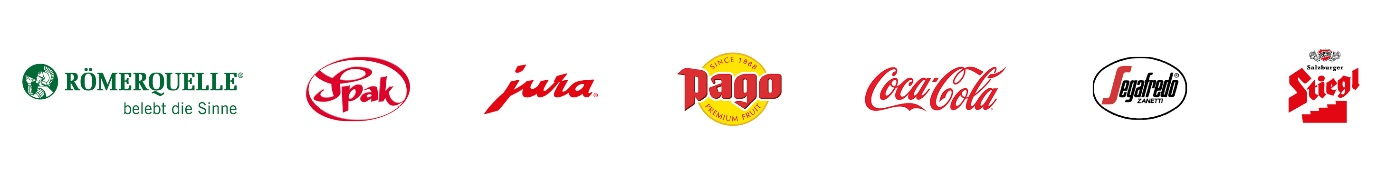 RÖMERQUELLE®
belebt die Sinne
Spak
jura®
SINCE 1888
Pago
PREMIUM FRUIT
Coca-Cola
Segafredo®
ZANETTI
Salzburger
Stiegl